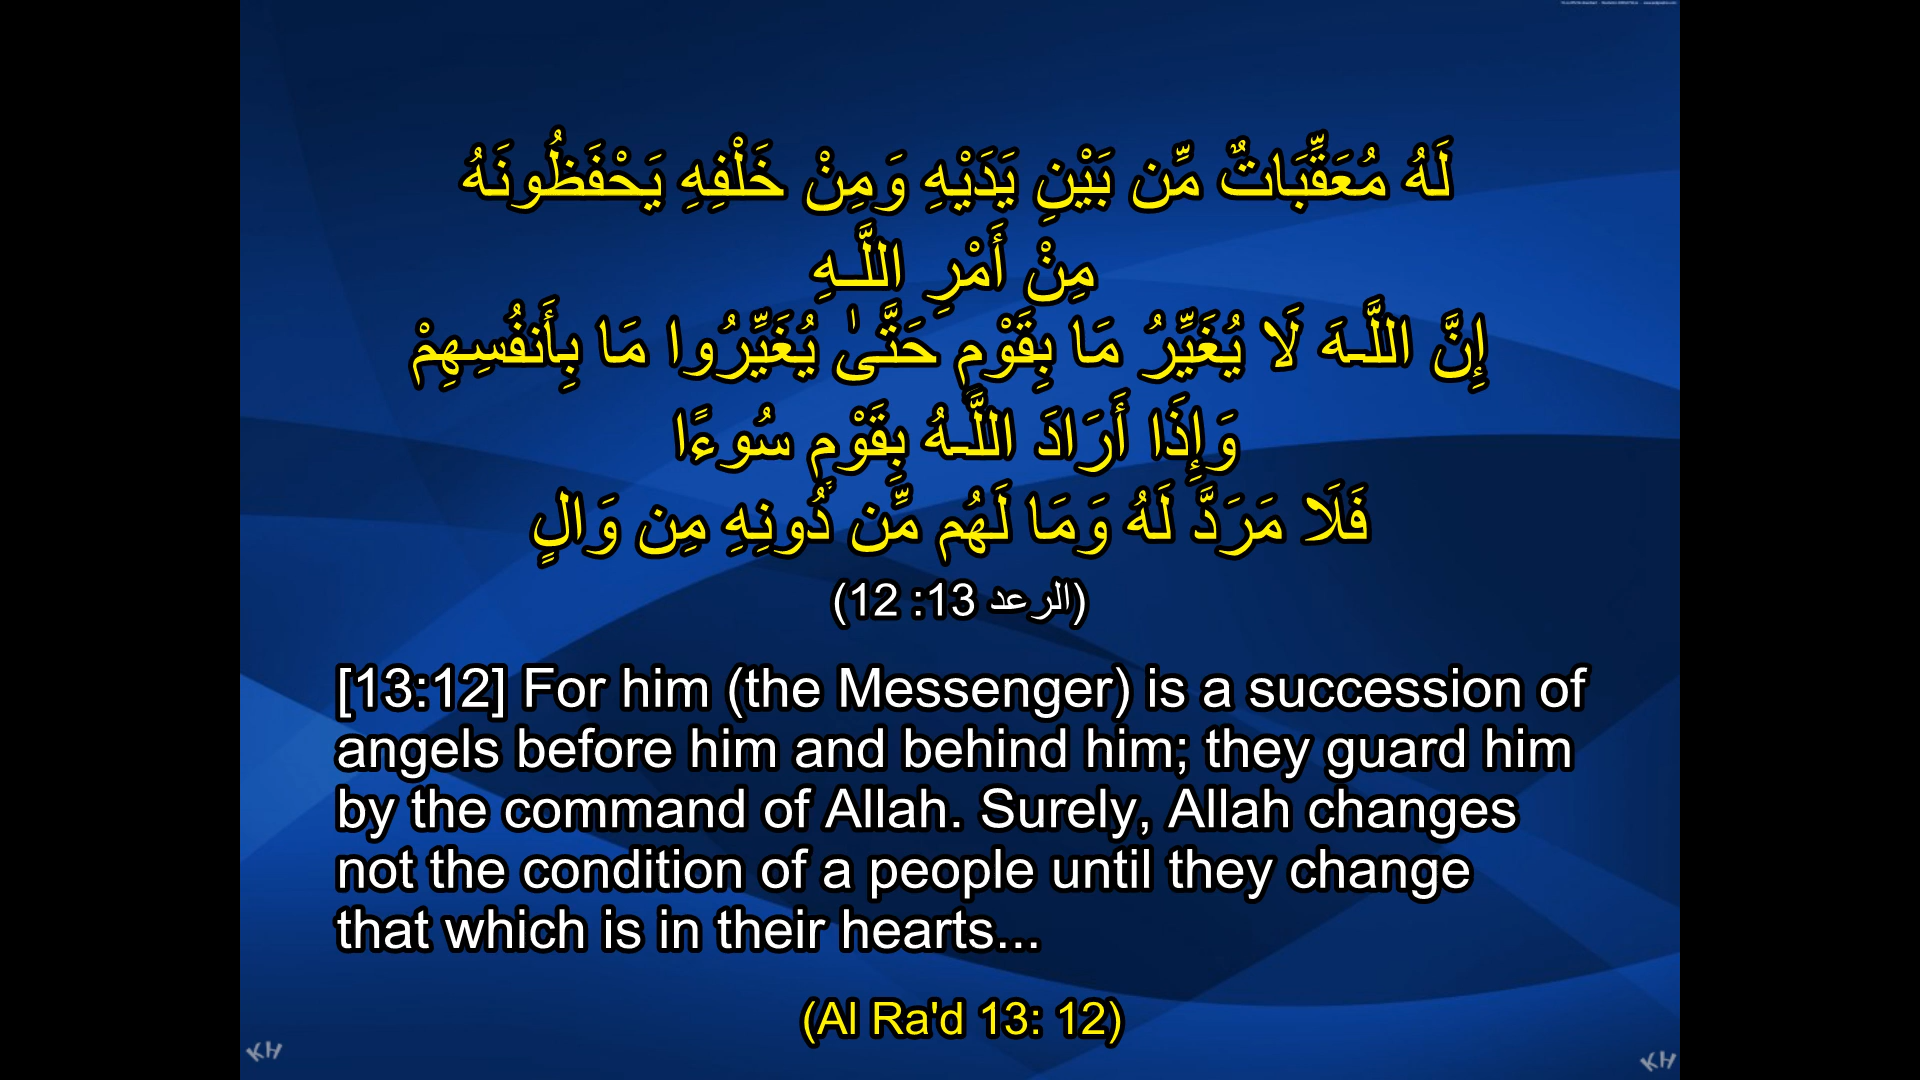 لَهُ مُعَقِّبَاتٌ مِّن بَيْنِ يَدَيْهِ وَمِنْ خَلْفِهِ يَحْفَظُونَهُ
مِنْ أَمْرِ اللَّـهِ
إِنَّ اللَّـهَ لَا يُغَيِّرُ مَا بِقَوْمٍ حَتَّىٰ يُغَيِّرُوا مَا بِأَنفُسِهِمْ
وَإِذَا أَرَادَ اللَّـهُ بِقَوْمٍ سُوءًا
فَلَا مَرَدَّ لَهُ وَمَا لَهُم مِّن دُونِهِ مِن وَالٍ
(الرعد 13: 12)
[13:12] For him (the Messenger) is a succession of
angels before him and behind him; they guard him
by the command of Allah. Surely, Allah changes
not the condition of a people until they change
that which is in their hearts...
(Al Ra'd 13: 12)
KH
KH